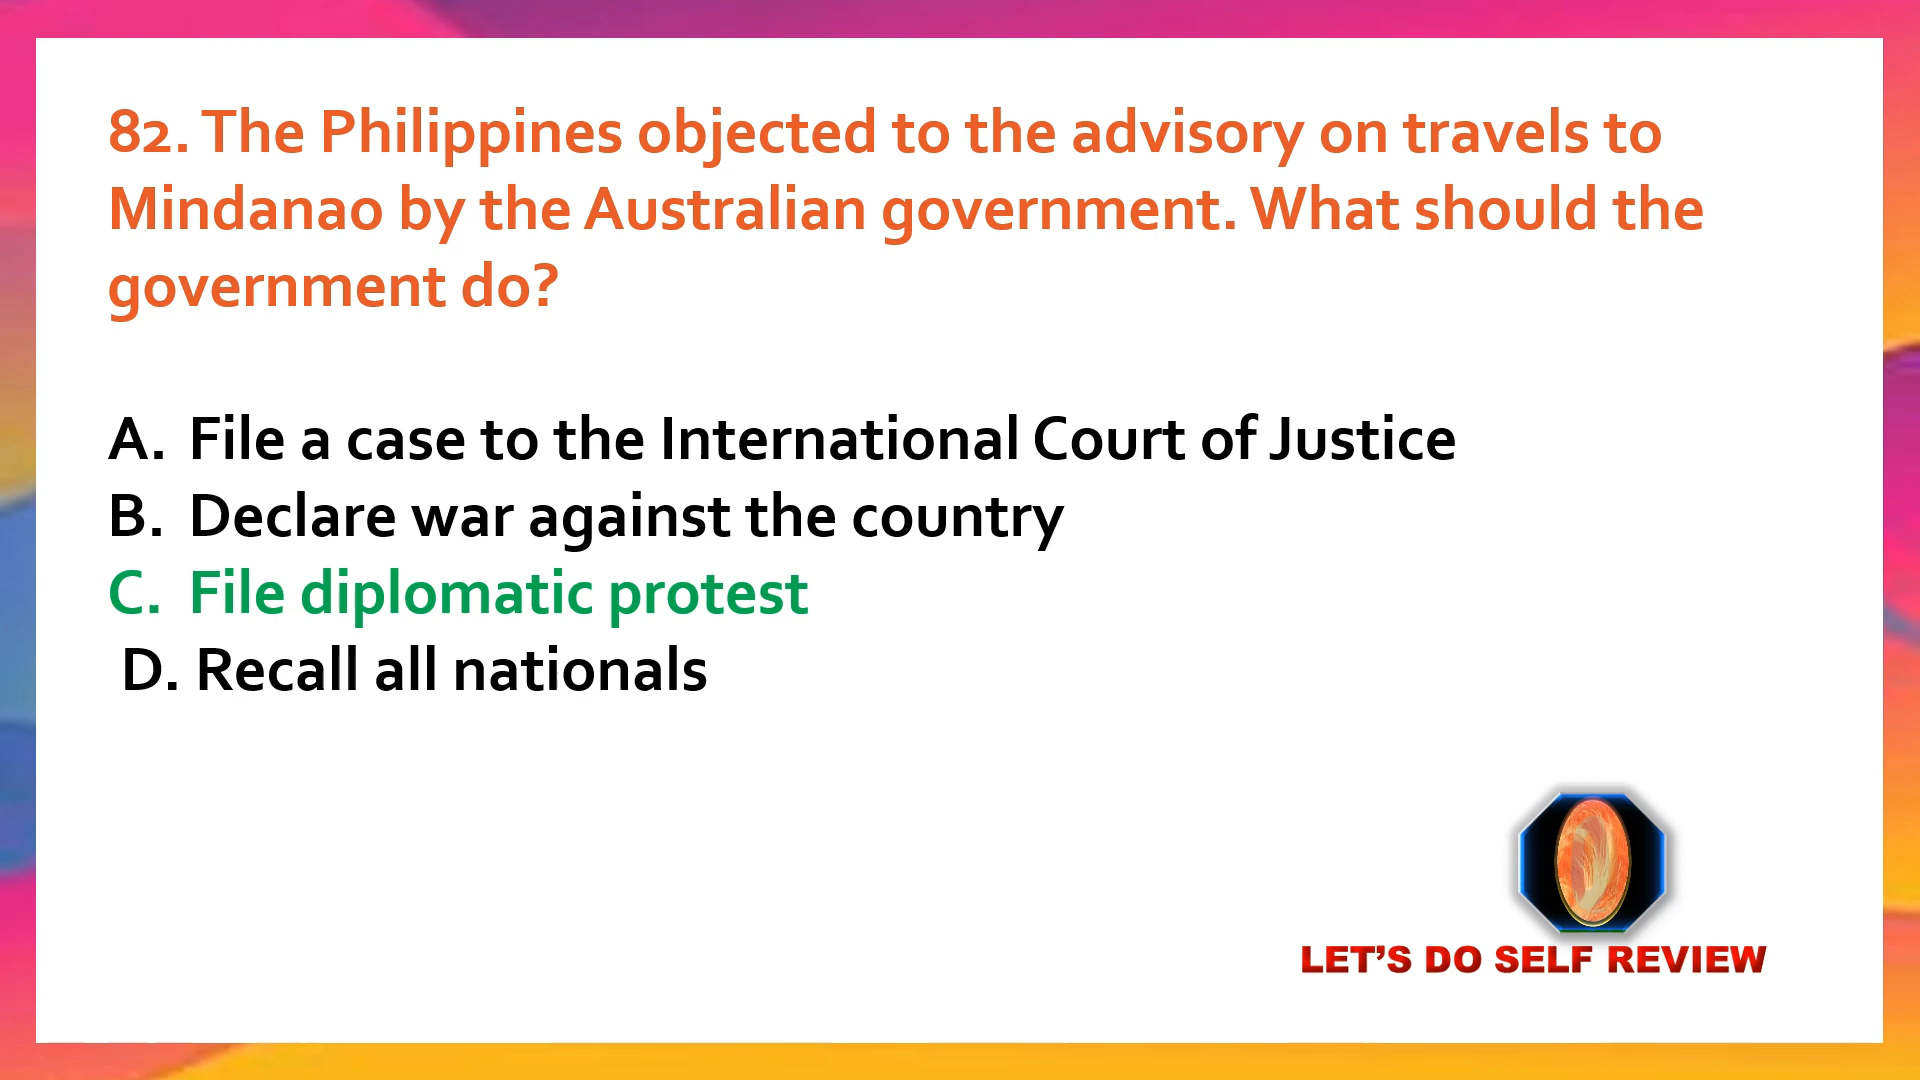 82. The Philippines objected to the advisory on travels to
Mindanao by the Australian government. What should the
government do?
A. File a case to the International Court of Justice
B. Declare war against the country
C. File diplomatic protest
D. Recall all nationals
LET'S DO SELF REVIEW